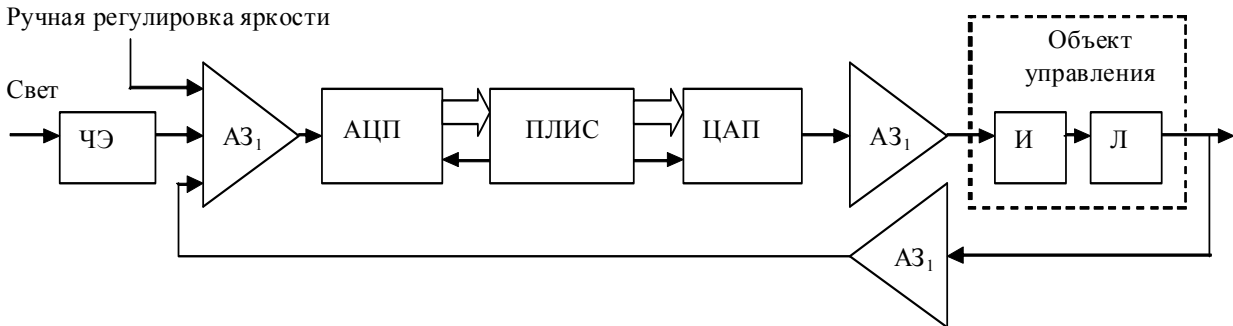 Ручная регулировка яркости
Объект
управления
Свет
ЧЭ
АЗ₁
АЦП
ПЛИС
ЦАП
АЗ₁
И
Л
АЗ₁